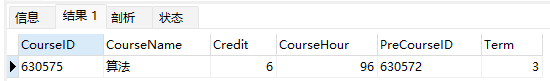 信息 结果 1 剖析 状态
CourseID CourseName Credit CourseHour PreCourseID Term
630575 算法 6 96 630572 3